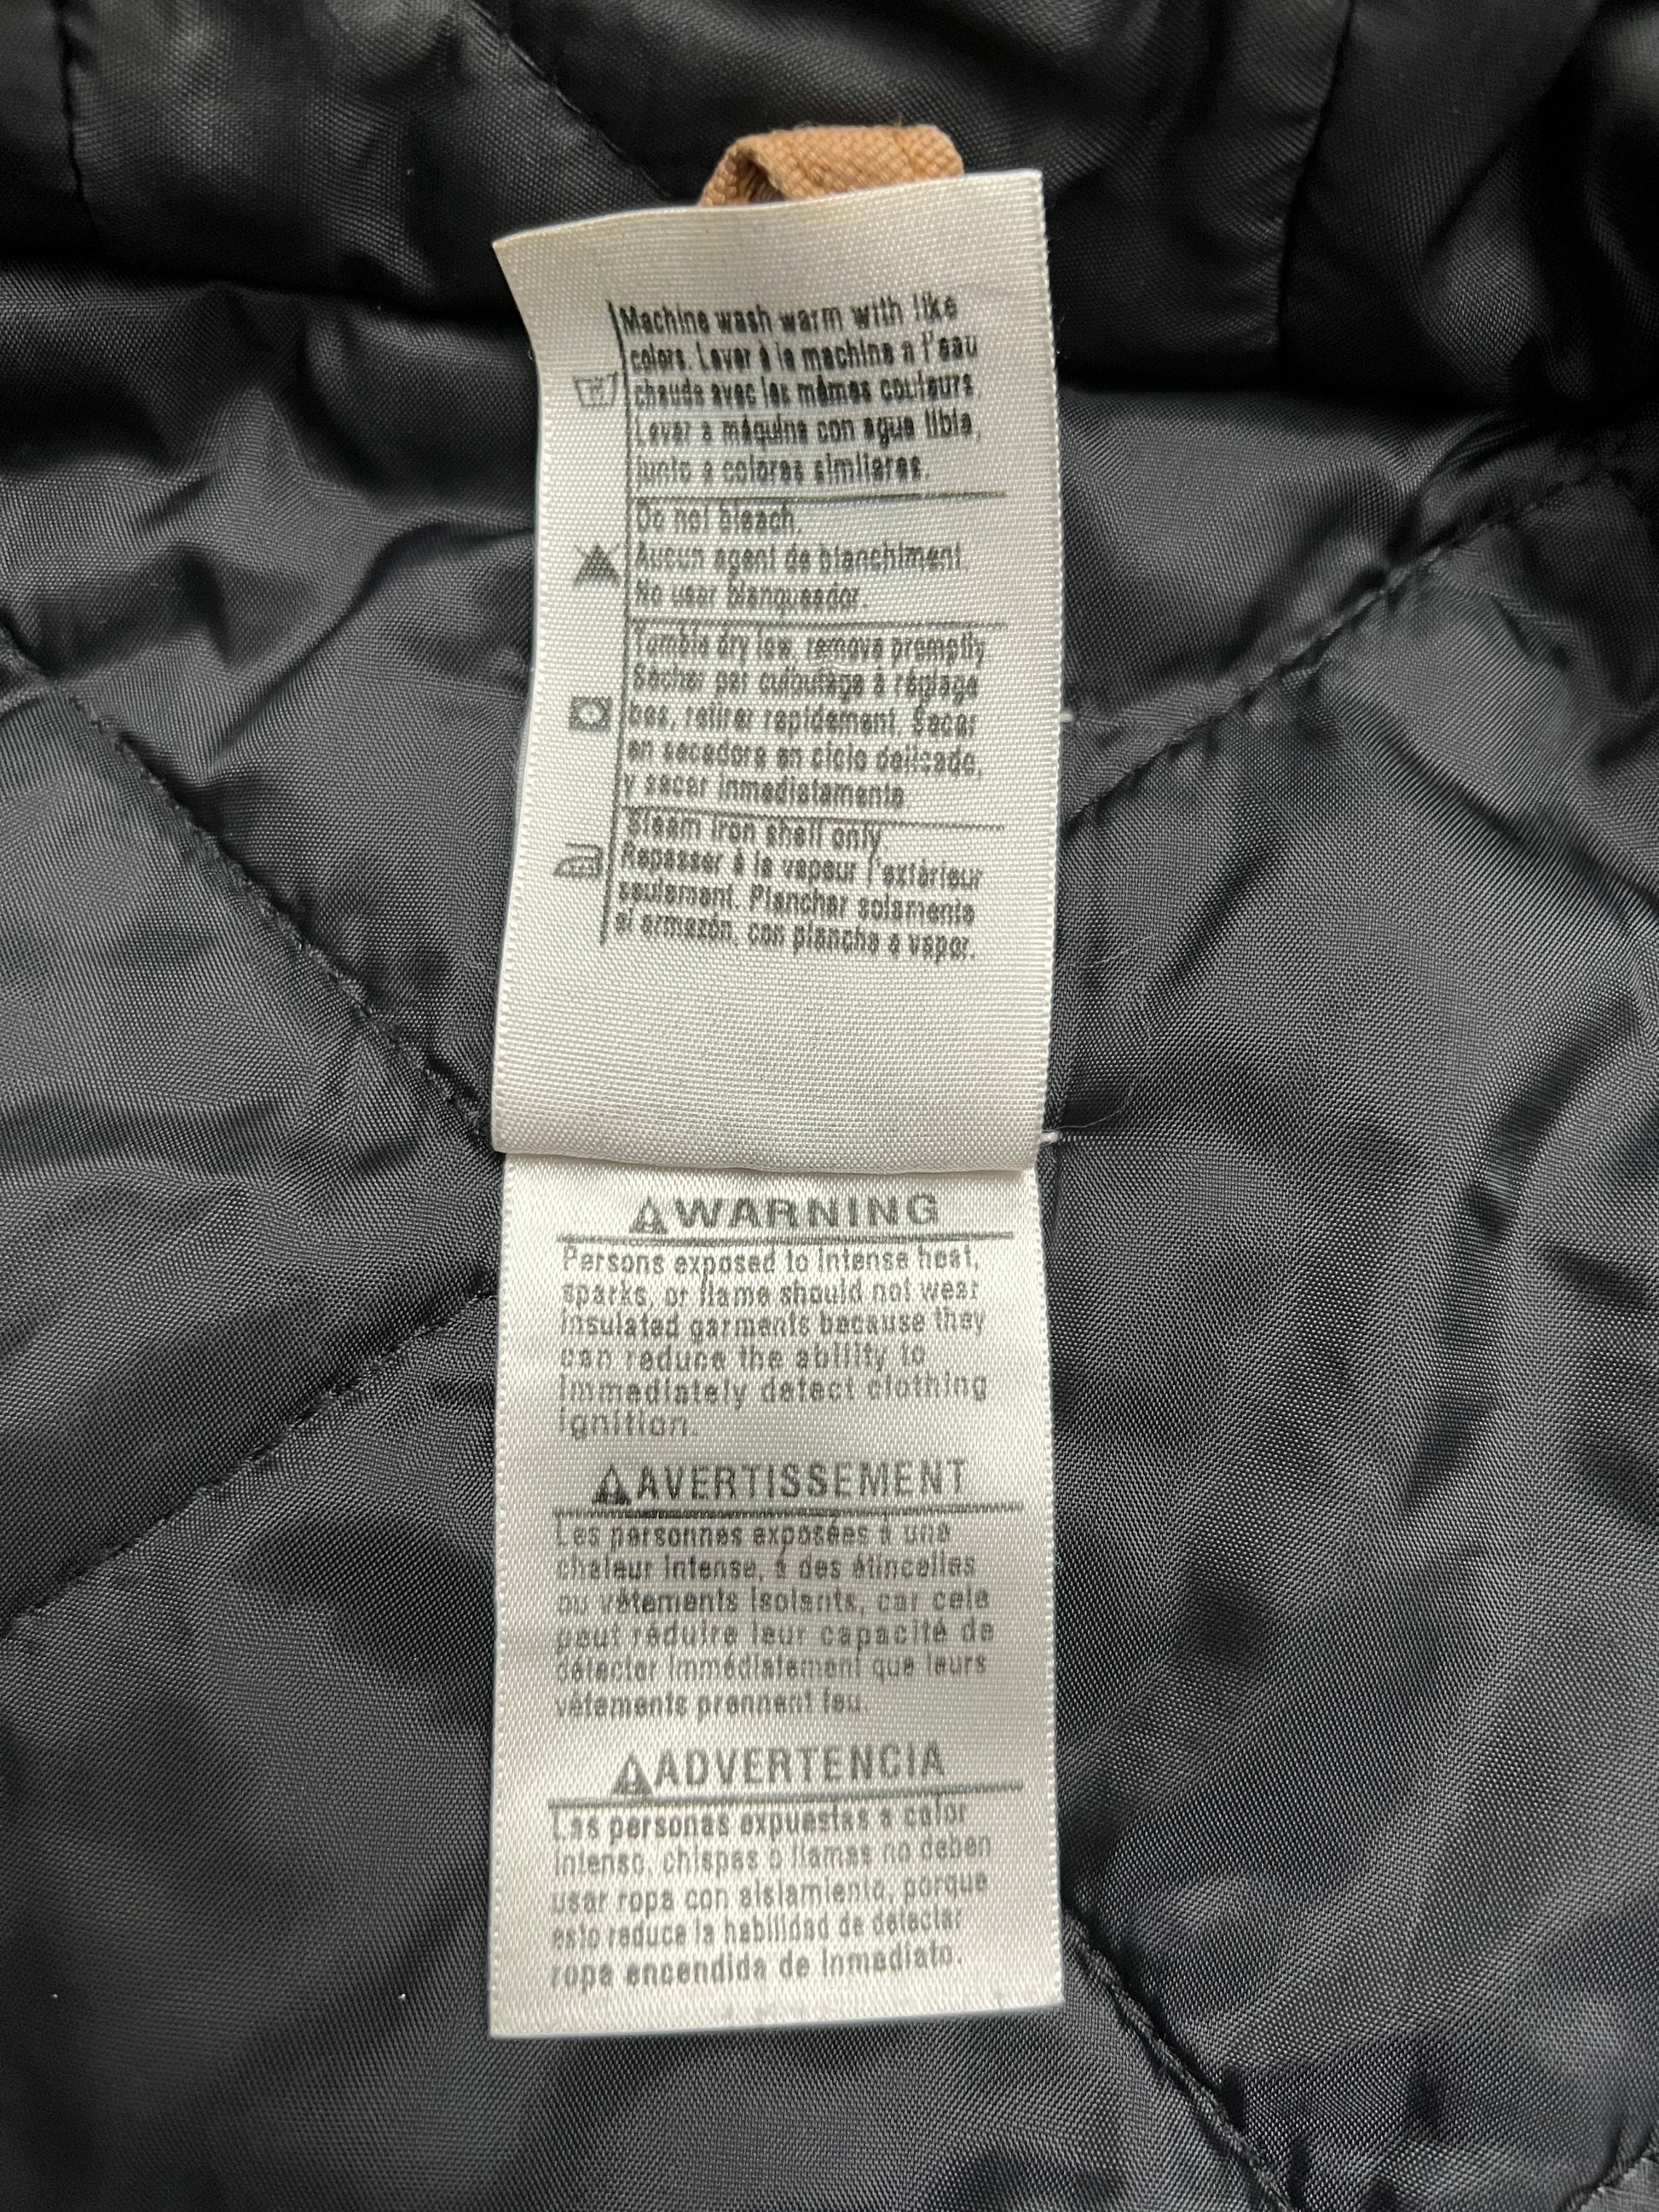 Machine wash warm with like
colors. Laver à la machine a l'eau
chaude avec les mêmes couleurs
Lavar a máquina con agua tibia,
junto a colores similares.
Do not bleach.
Aucun agent de blanchiment.
No usar blanqueador.
Tumble dry low, remove promptly
Sécher par culbutage à réglage
bas, retirer rapidement. Secar
en secadora en ciclo delicado,
y sacar inmediatamente.
Steam iron shell only.
Repasser à la vapeur l'extérieur
seulement. Planchar solamente
el armazón, con plancha a vapor.
⚠WARNING
Persons exposed to intense heat,
sparks, or flame should not wear
insulated garments because they
can reduce the ability to
immediately detect clothing
ignition.
⚠AVERTISSEMENT
Les personnes exposées à une
chaleur intense, à des étincelles
ou vêtements isolants, car cele
peut réduire leur capacité de
détecter immédiatement que leurs
vêtements prennent feu.
⚠ADVERTENCIA
Las personas expuestas a calor
intenso, chispas o llamas no deben
usar ropa con aislamiento, porque
esto reduce la habilidad de detectar
ropa encendida de inmediato.